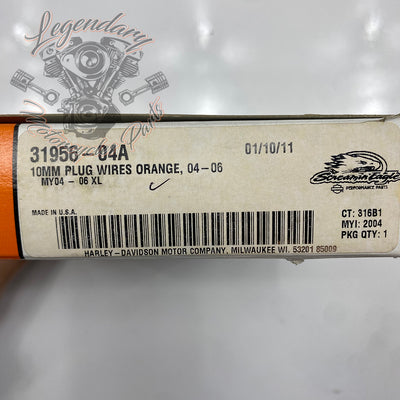 Legendary
Parts
31956-04A
01/10/11
10MM PLUG WIRES ORANGE, 04-06
MY04 - 06 XL
Screamin' Eagle
PERFORMANCE PARTS
MADE IN U.S.A.
CT: 316B1
MYI: 2004
PKG QTY: 1
HARLEY-DAVIDSON MOTOR COMPANY, MILWAUKEE WI. 53201 85009